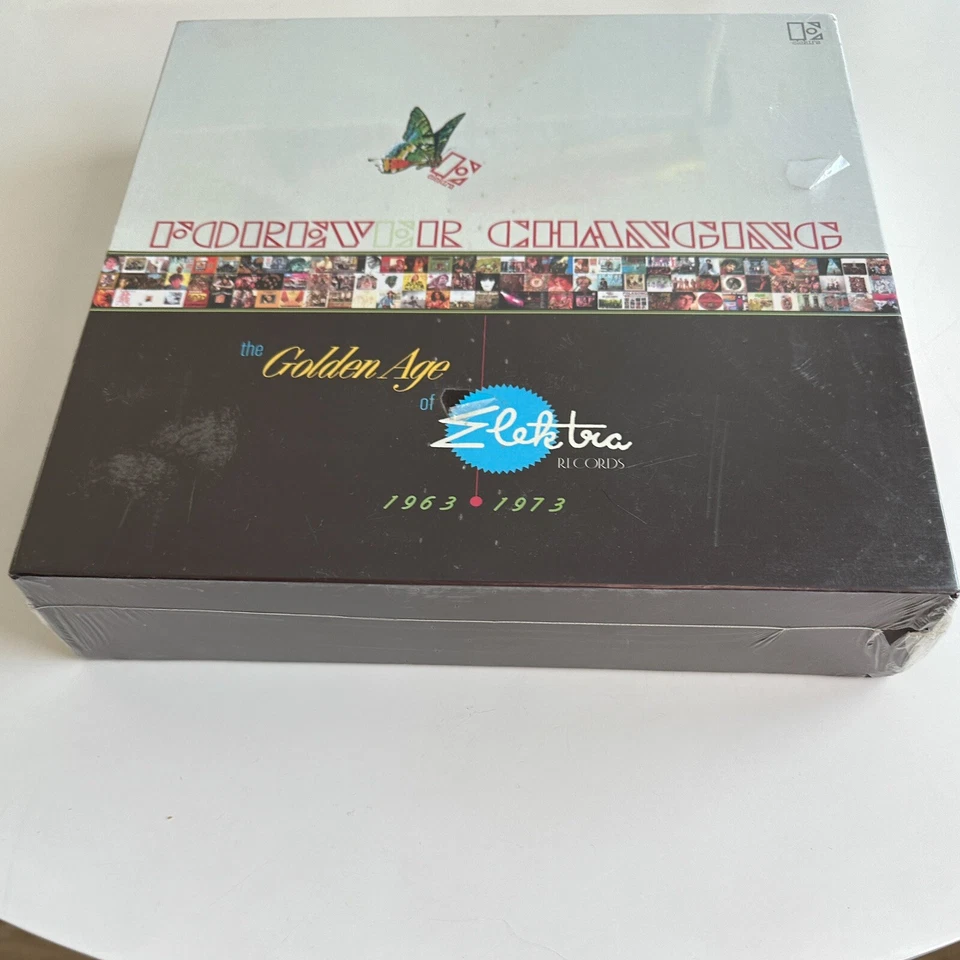 FOREVER CHANGING
the
Golden Age
of
Elektra
RECORDS
1963 • 1973